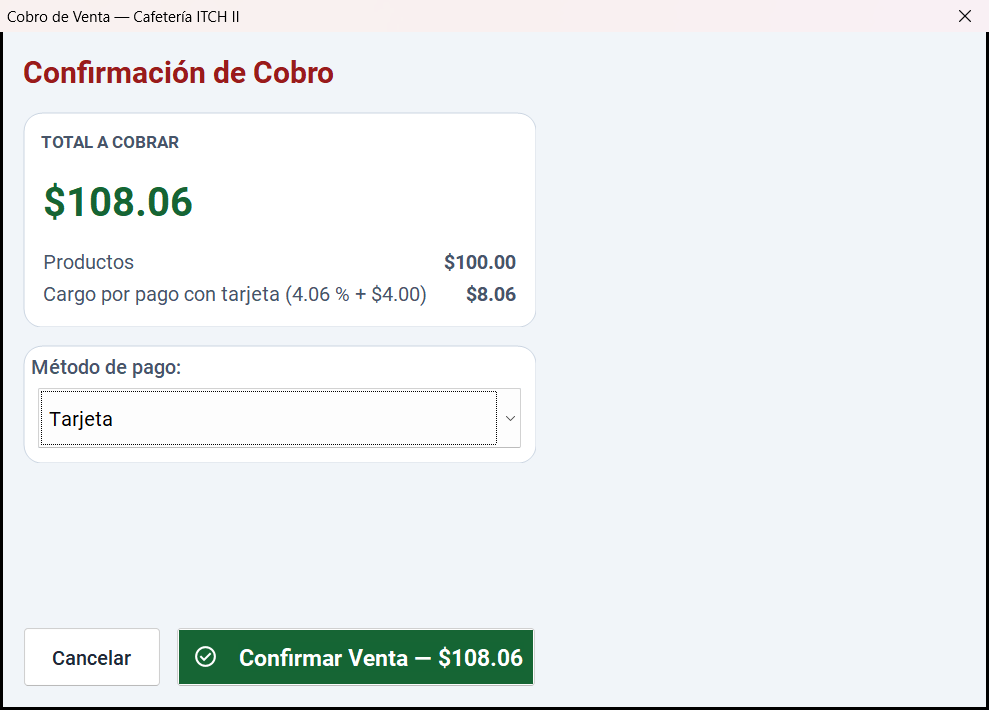 Cobro de Venta — Cafetería ITCH II
Confirmación de Cobro
TOTAL A COBRAR
$108.06
Productos $100.00
Cargo por pago con tarjeta (4.06 % + $4.00) $8.06
Método de pago:
Tarjeta
Cancelar
Confirmar Venta — $108.06